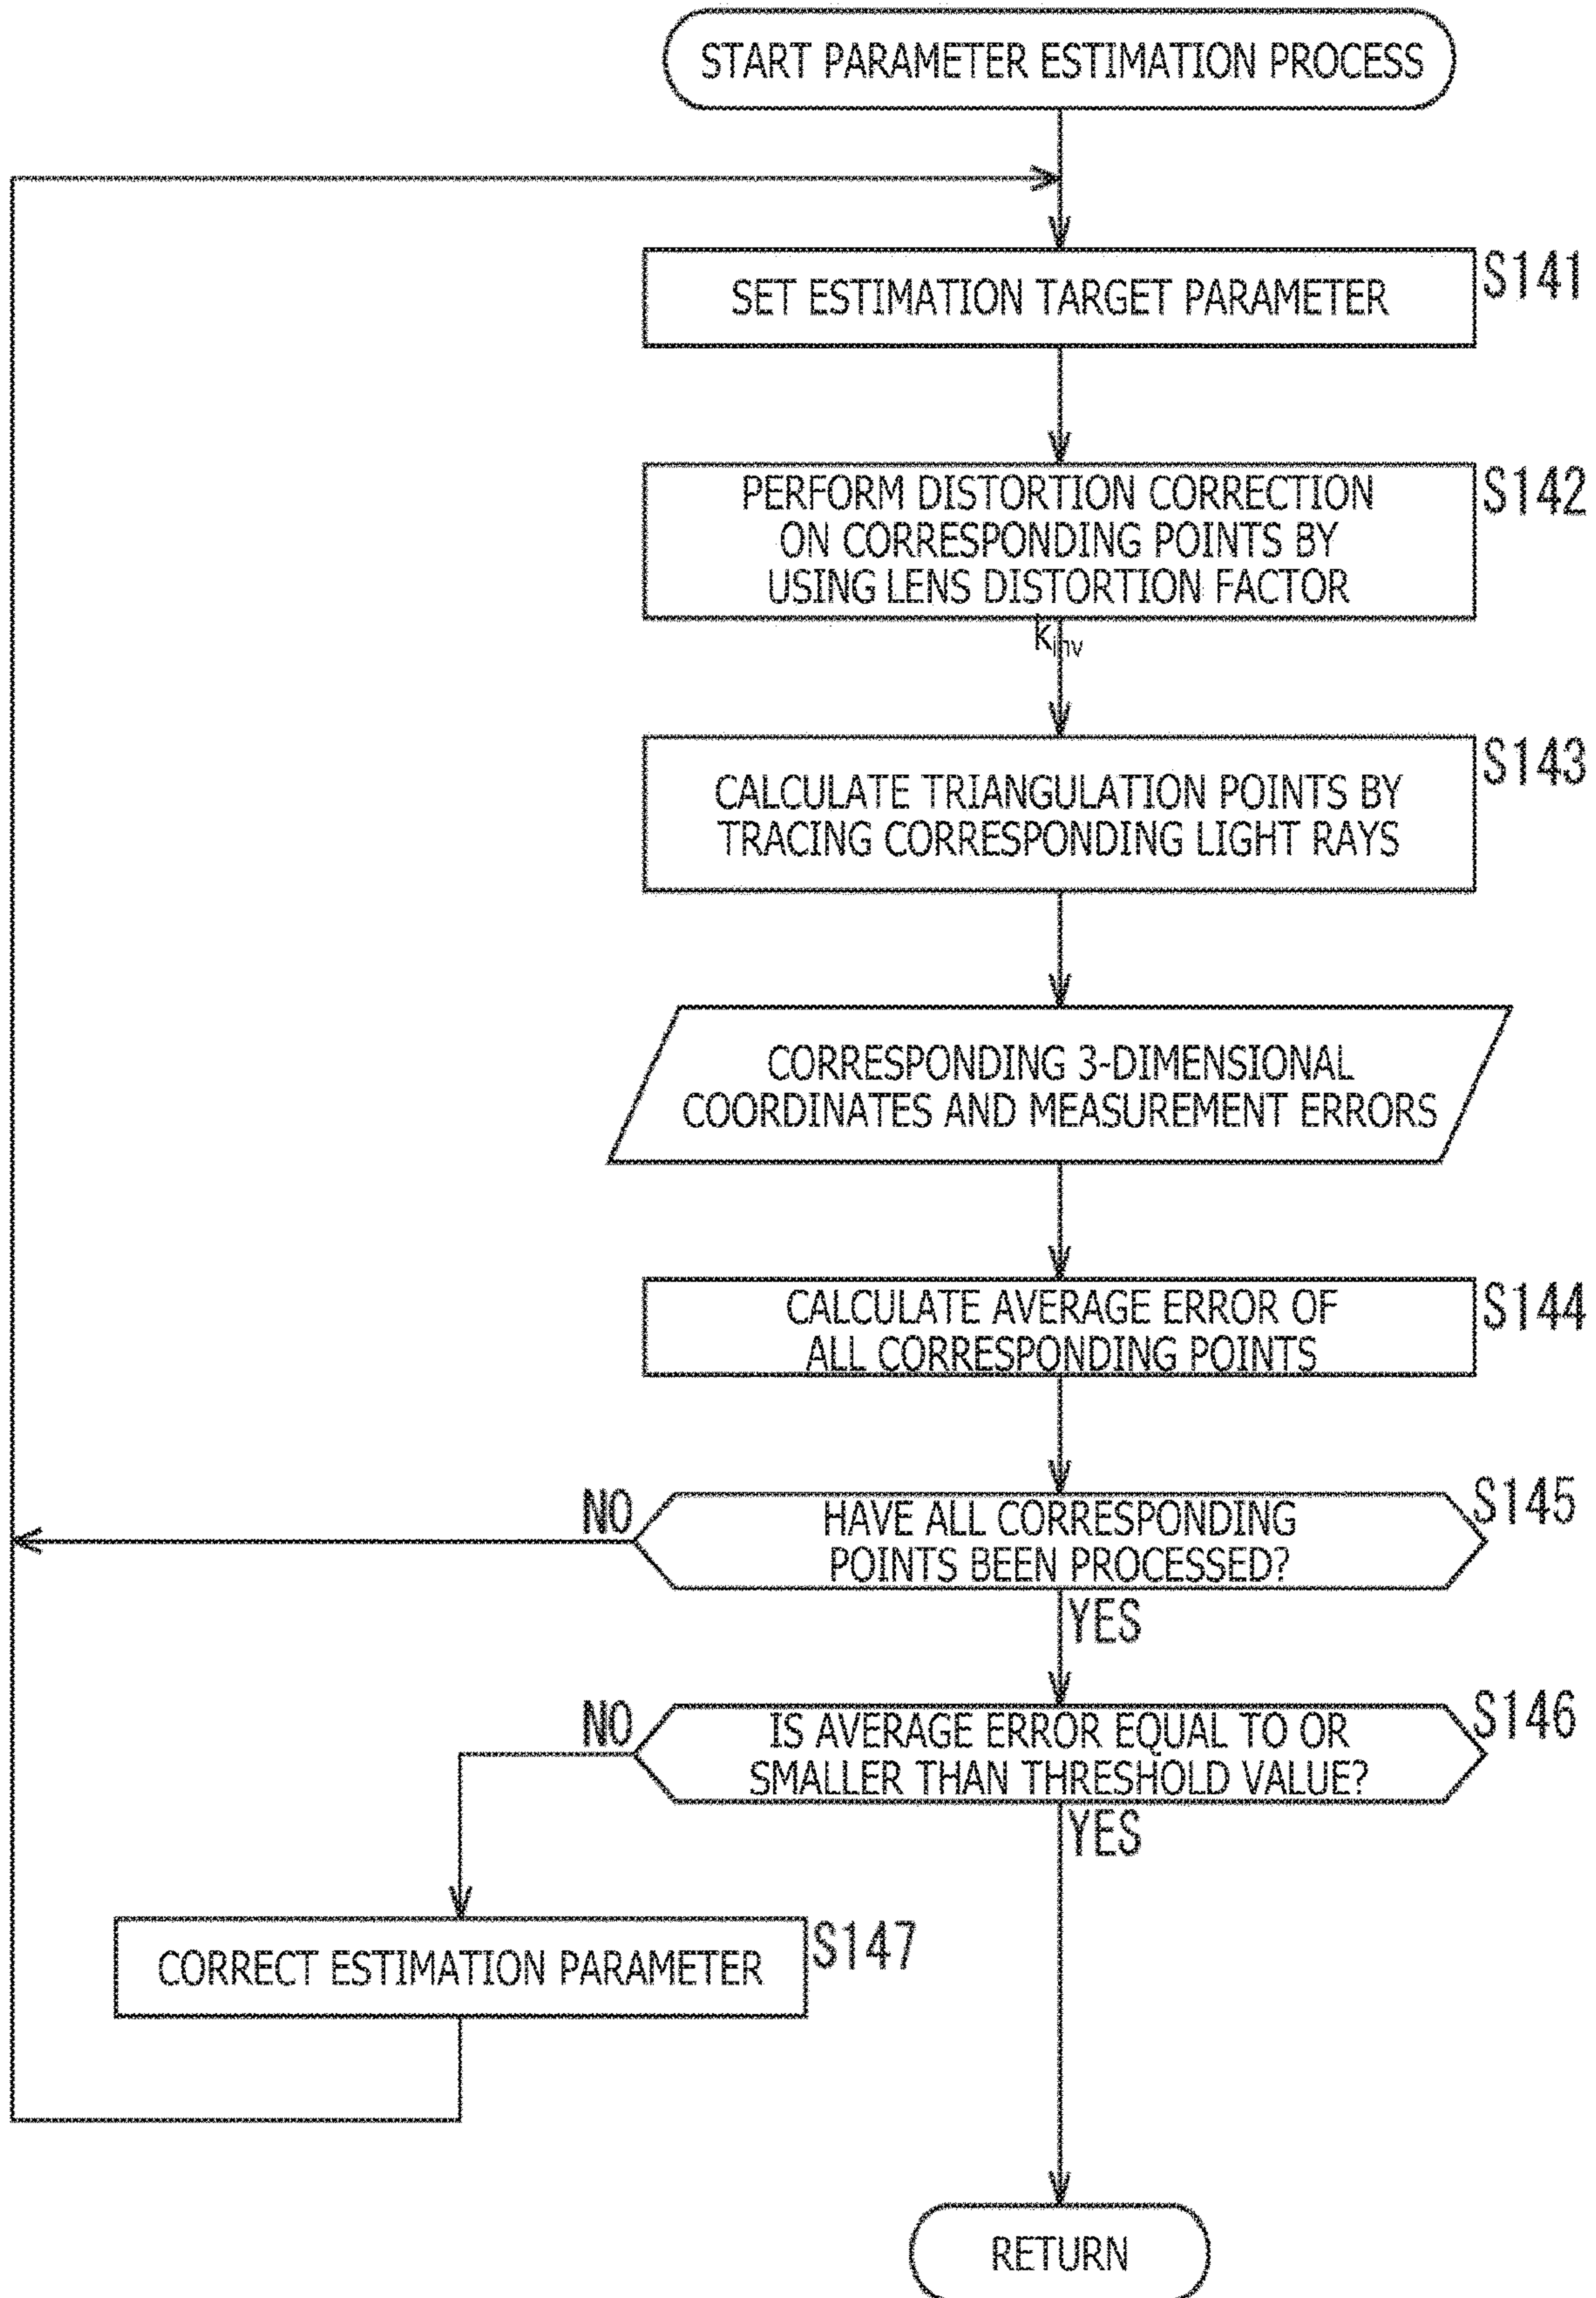 START PARAMETER ESTIMATION PROCESS
SET ESTIMATION TARGET PARAMETER
S141
PERFORM DISTORTION CORRECTION
ON CORRESPONDING POINTS BY
USING LENS DISTORTION FACTOR
kinv
S142
CALCULATE TRIANGULATION POINTS BY
TRACING CORRESPONDING LIGHT RAYS
S143
CORRESPONDING 3-DIMENSIONAL
COORDINATES AND MEASUREMENT ERRORS
CALCULATE AVERAGE ERROR OF
ALL CORRESPONDING POINTS
S144
NO
HAVE ALL CORRESPONDING
POINTS BEEN PROCESSED?
S145
YES
NO
IS AVERAGE ERROR EQUAL TO OR
SMALLER THAN THRESHOLD VALUE?
S146
YES
CORRECT ESTIMATION PARAMETER
S147
RETURN